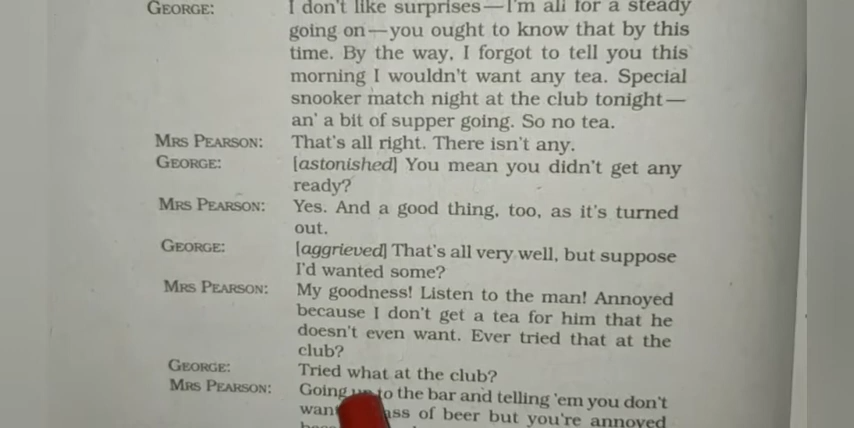 GEORGE: I don't like surprises—I'm all for a steady
going on—you ought to know that by this
time. By the way, I forgot to tell you this
morning I wouldn't want any tea. Special
snooker match night at the club tonight—
an' a bit of supper going. So no tea.
MRS PEARSON: That's all right. There isn't any.
GEORGE: [astonished] You mean you didn't get any
ready?
MRS PEARSON: Yes. And a good thing, too, as it's turned
out.
GEORGE: [aggrieved] That's all very well, but suppose
I'd wanted some?
MRS PEARSON: My goodness! Listen to the man! Annoyed
because I don't get a tea for him that he
doesn't even want. Ever tried that at the
club?
GEORGE: Tried what at the club?
MRS PEARSON: Going up to the bar and telling 'em you don't
of beer but you're annoyed